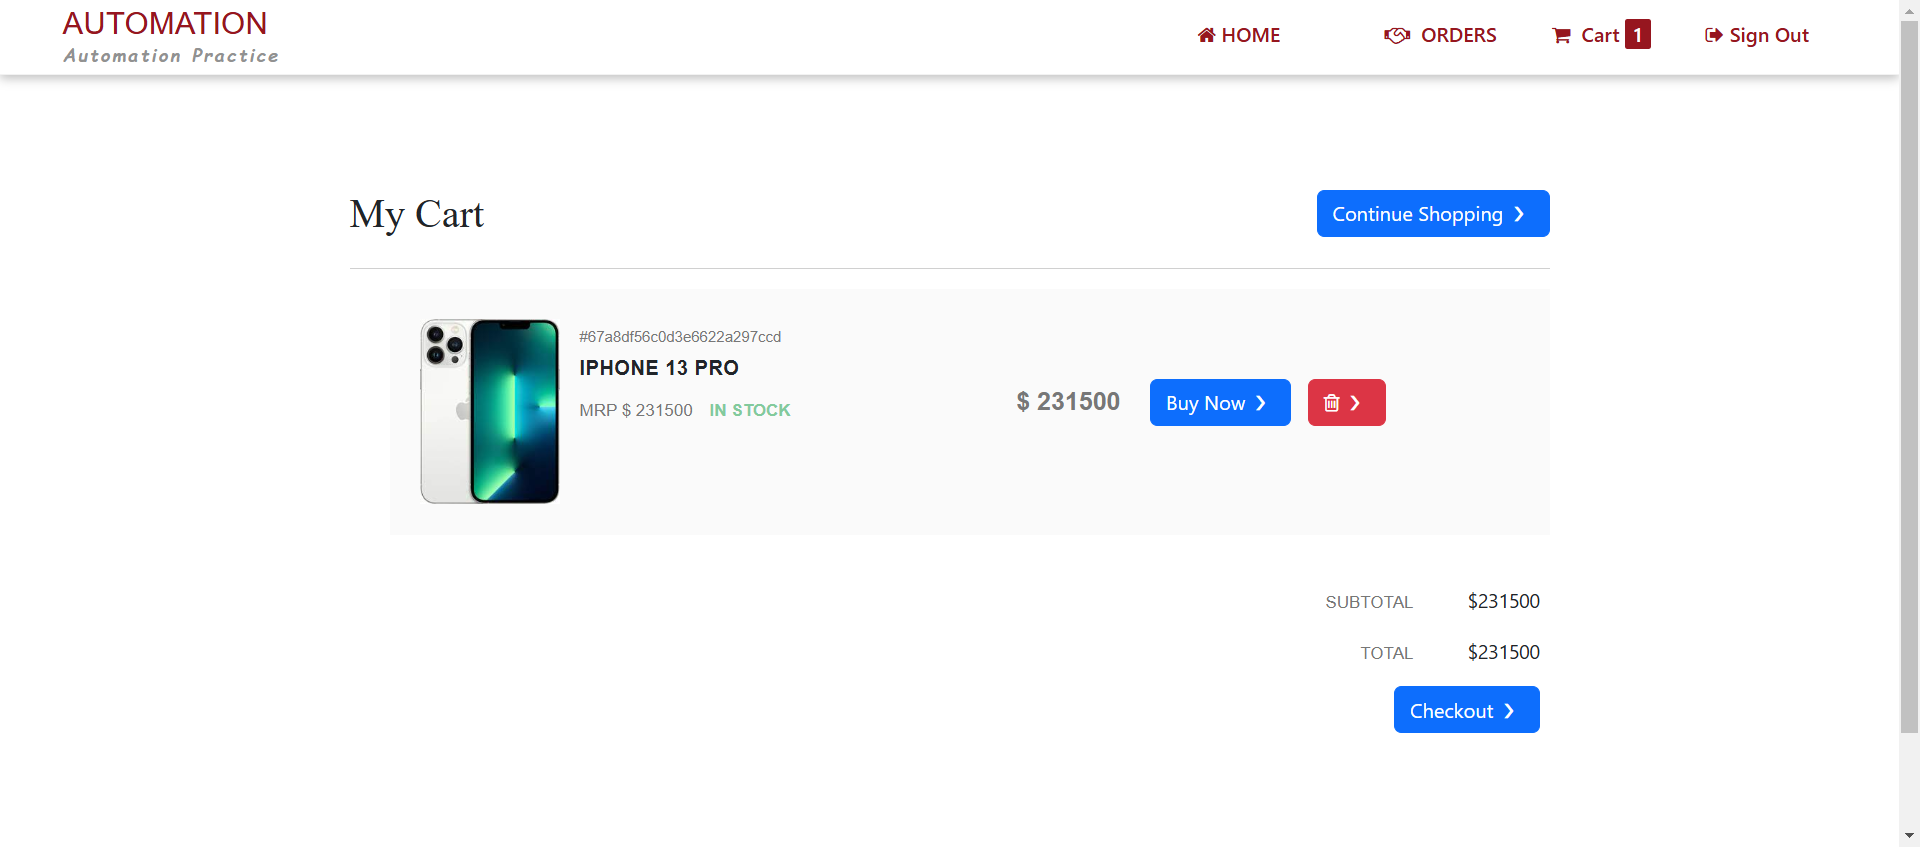 AUTOMATION
Automation Practice
HOME
ORDERS
Cart 1
Sign Out
My Cart
Continue Shopping ❯
#67a8df56c0d3e6622a297ccd
IPHONE 13 PRO
MRP $ 231500 IN STOCK
$ 231500
Buy Now ❯
❯
SUBTOTAL $231500
TOTAL $231500
Checkout ❯